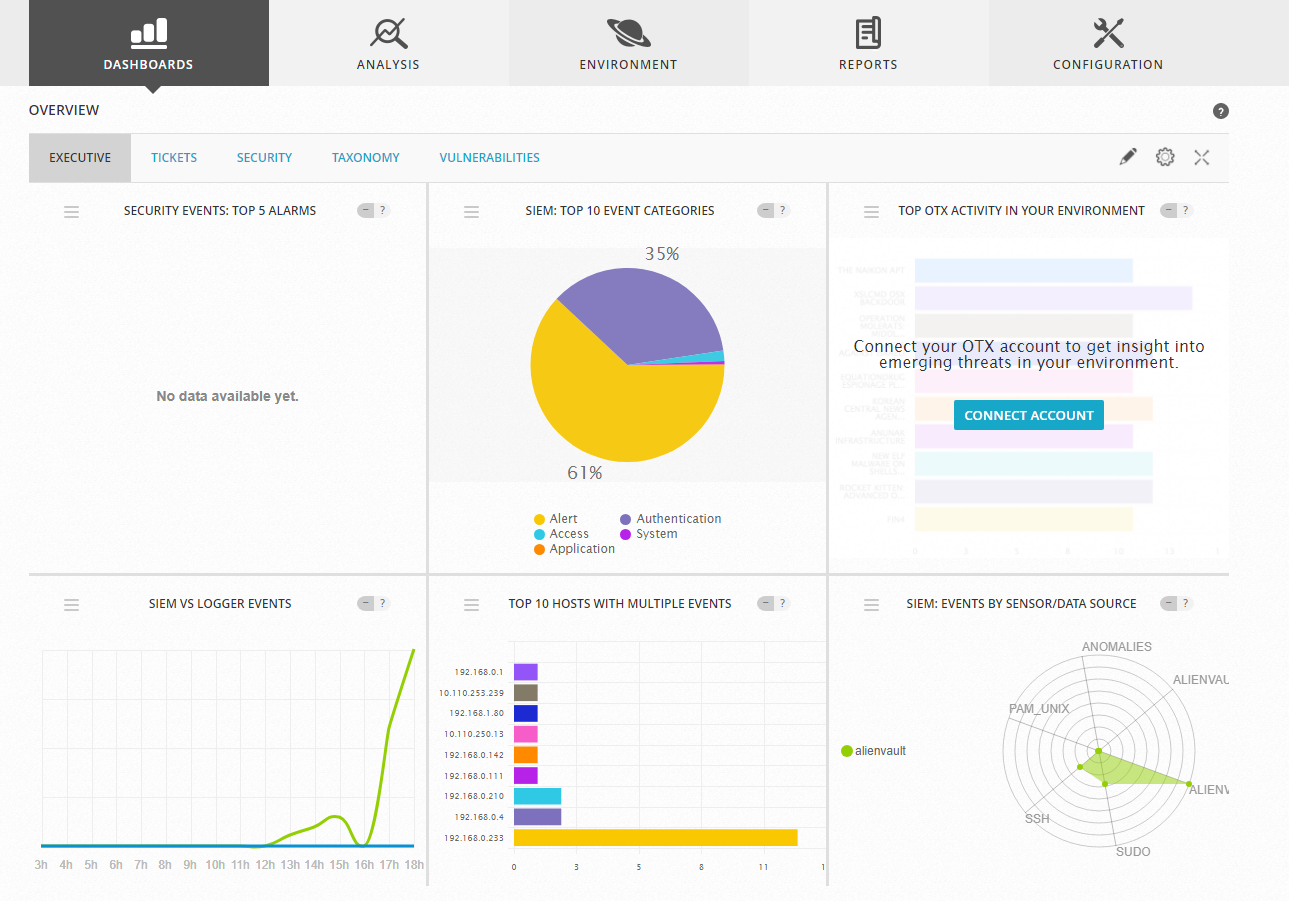 DASHBOARDS
ANALYSIS
ENVIRONMENT
REPORTS
CONFIGURATION
OVERVIEW
?
EXECUTIVE
TICKETS
SECURITY
TAXONOMY
VULNERABILITIES
SECURITY EVENTS: TOP 5 ALARMS
?
No data available yet.
SIEM: TOP 10 EVENT CATEGORIES
?
35%
61%
Alert
Authentication
Access
System
Application
TOP OTX ACTIVITY IN YOUR ENVIRONMENT
?
Connect your OTX account to get insight into
emerging threats in your environment.
CONNECT ACCOUNT
SIEM VS LOGGER EVENTS
?
3h 4h 5h 6h 7h 8h 9h 10h 11h 12h 13h 14h 15h 16h 17h 18h
TOP 10 HOSTS WITH MULTIPLE EVENTS
?
192.168.0.1
10.110.253.239
192.168.1.80
10.110.250.13
192.168.0.142
192.168.0.111
192.168.0.210
192.168.0.4
192.168.0.233
0 3 5 8 11 1
SIEM: EVENTS BY SENSOR/DATA SOURCE
?
ANOMALIES
ALIENVAU
PAM_UNIX
alienvault
ALIENV
SSH
SUDO